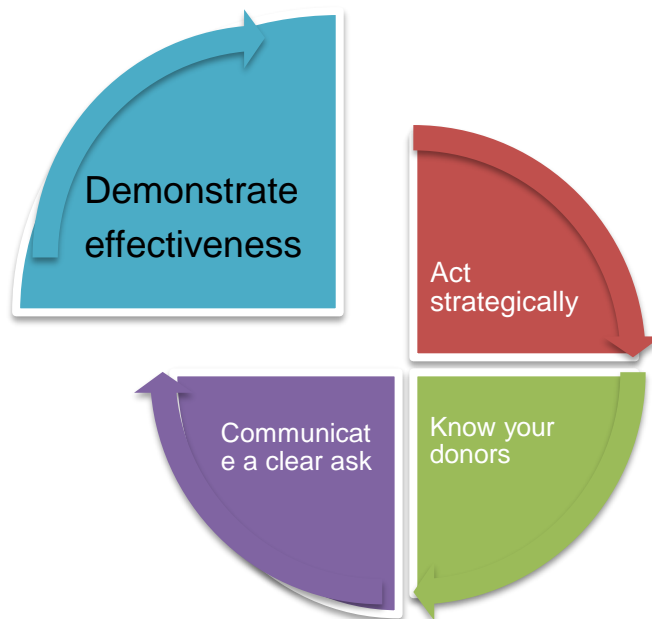 Demonstrate
effectiveness
Act
strategically
Know your
donors
Communicat
e a clear ask